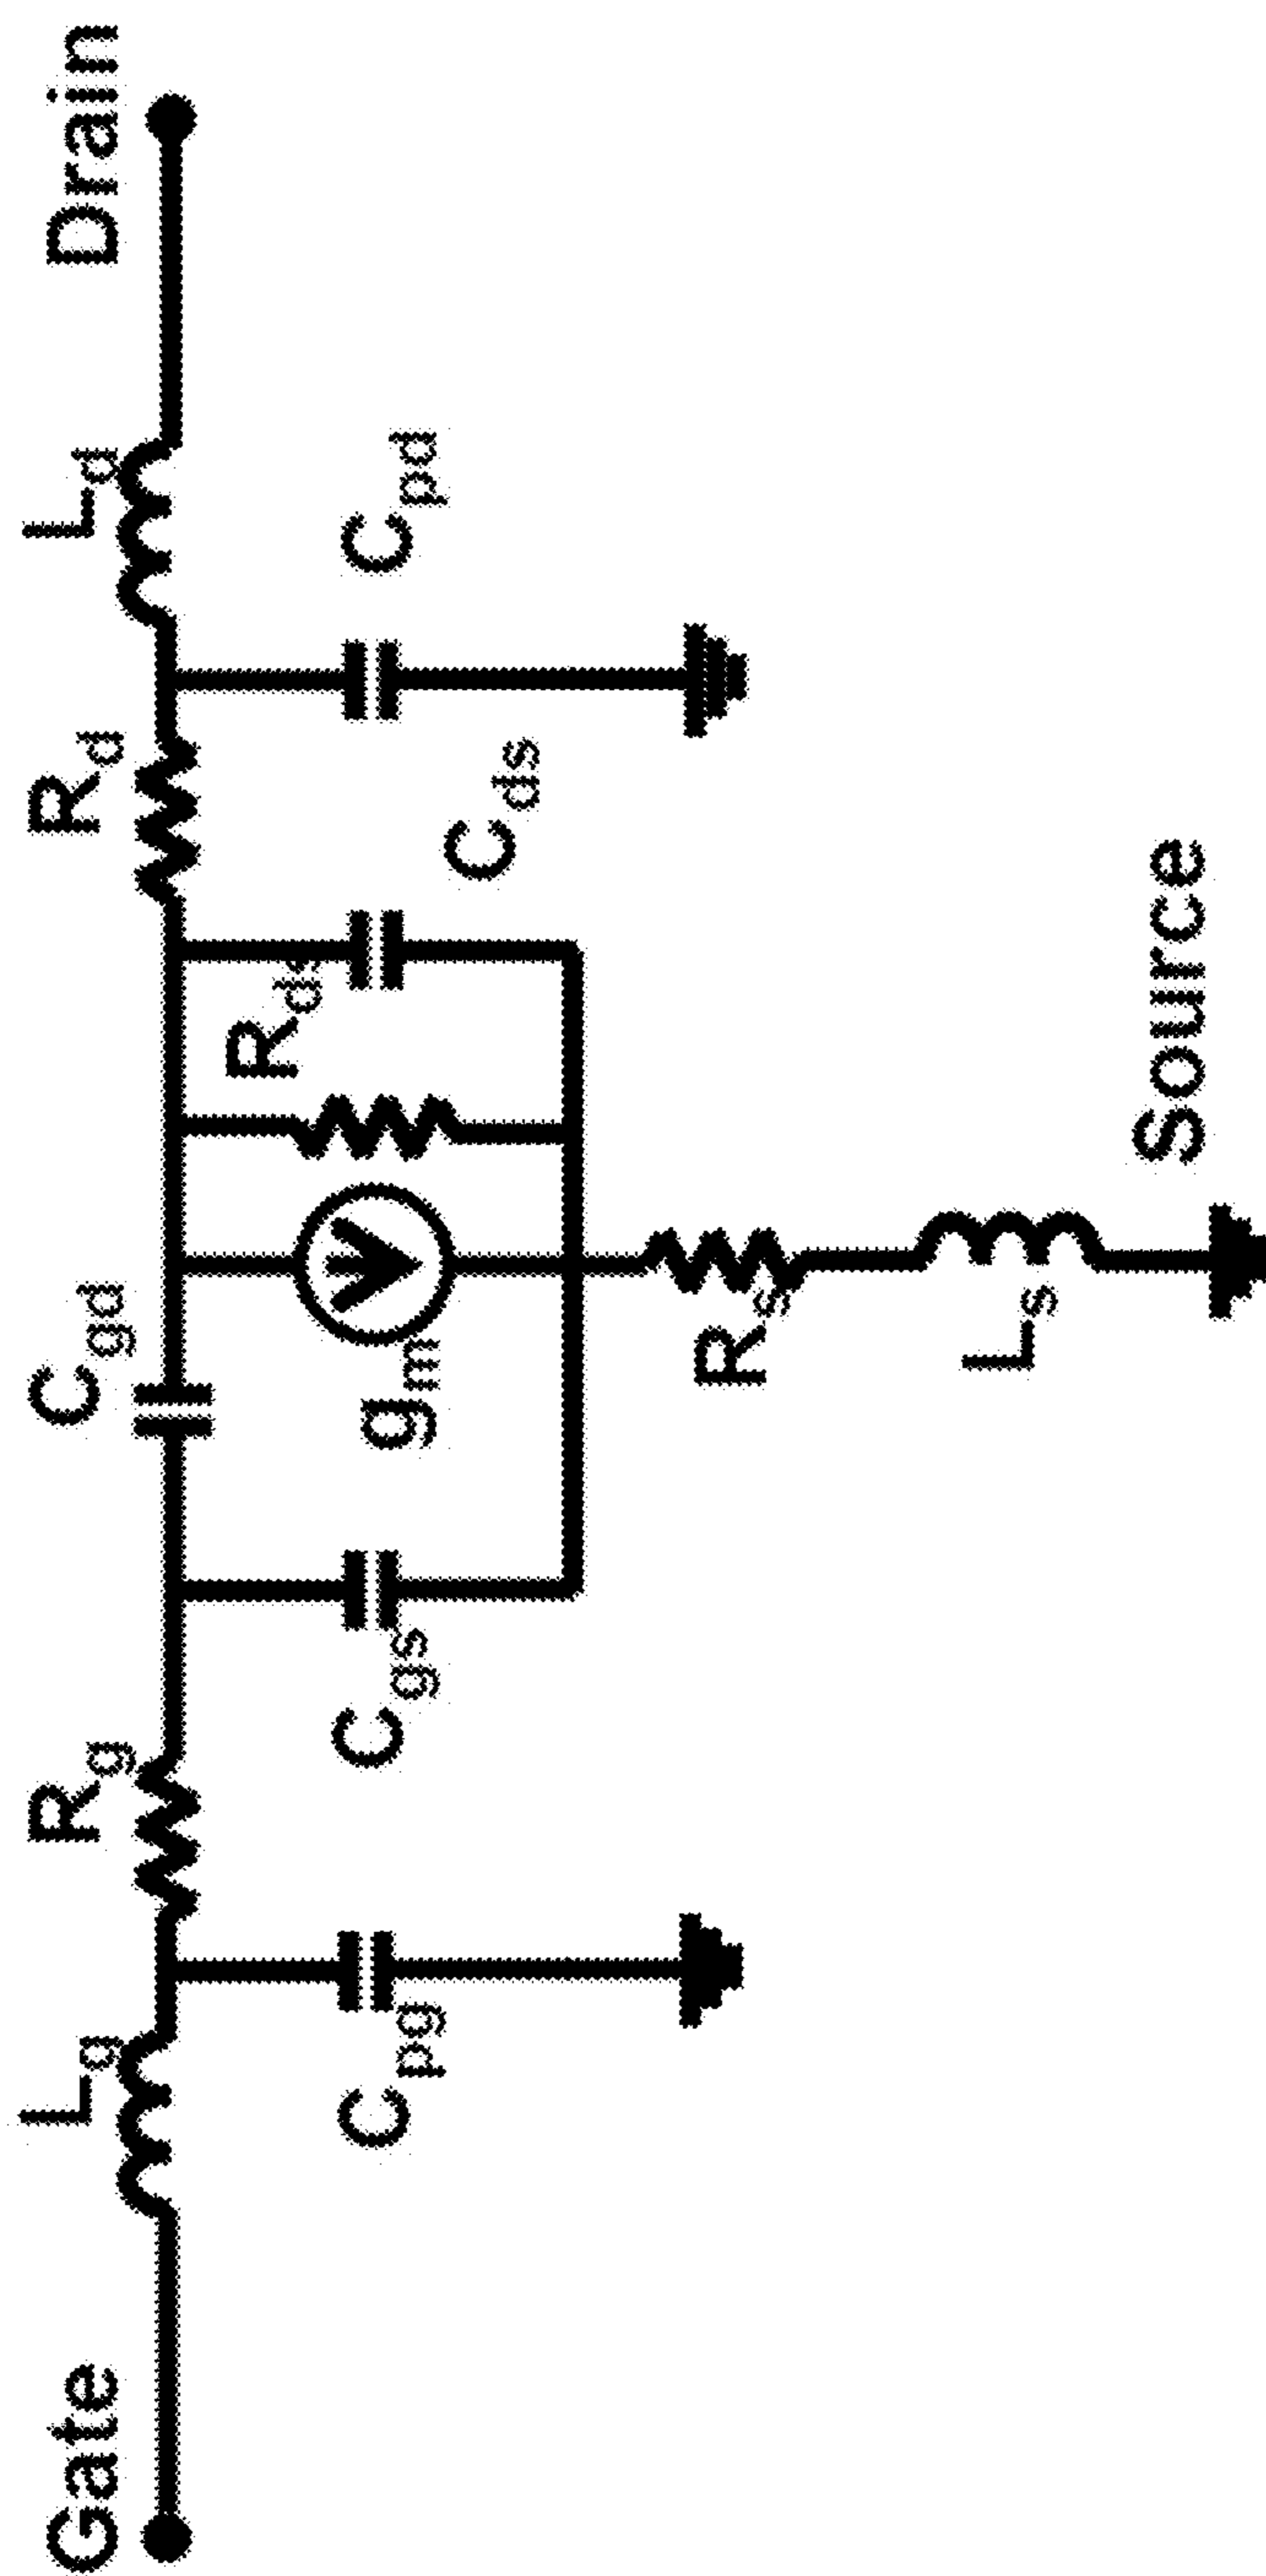 Gate
Lg
Rg
Cgd
Rd
Ld
Drain
Cpg
Cgs
gm
Rds
Cds
Cpd
Rs
Ls
Source